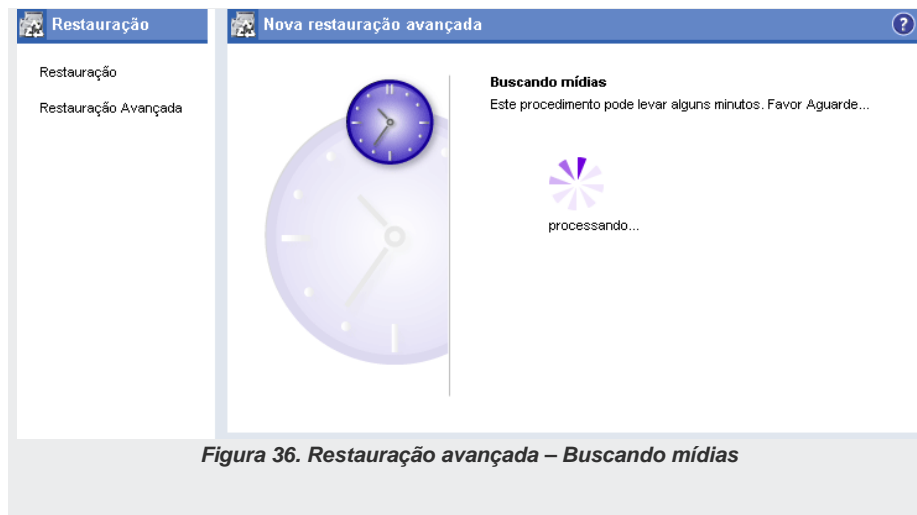 Restauração
Nova restauração avançada
?
Restauração
Restauração Avançada
Buscando mídias
Este procedimento pode levar alguns minutos. Favor Aguarde...
processando...
Figura 36. Restauração avançada – Buscando mídias